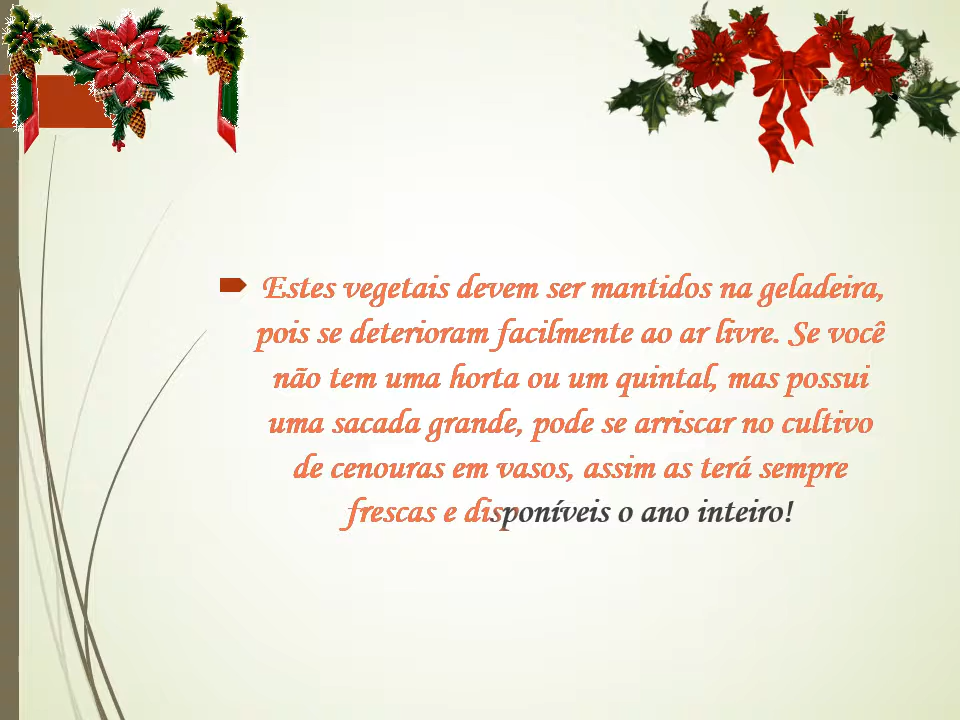 Estes vegetais devem ser mantidos na geladeira,
pois se deterioram facilmente ao ar livre. Se você
não tem uma horta ou um quintal, mas possui
uma sacada grande, pode se arriscar no cultivo
de cenouras em vasos, assim as terá sempre
frescas e disponíveis o ano inteiro!